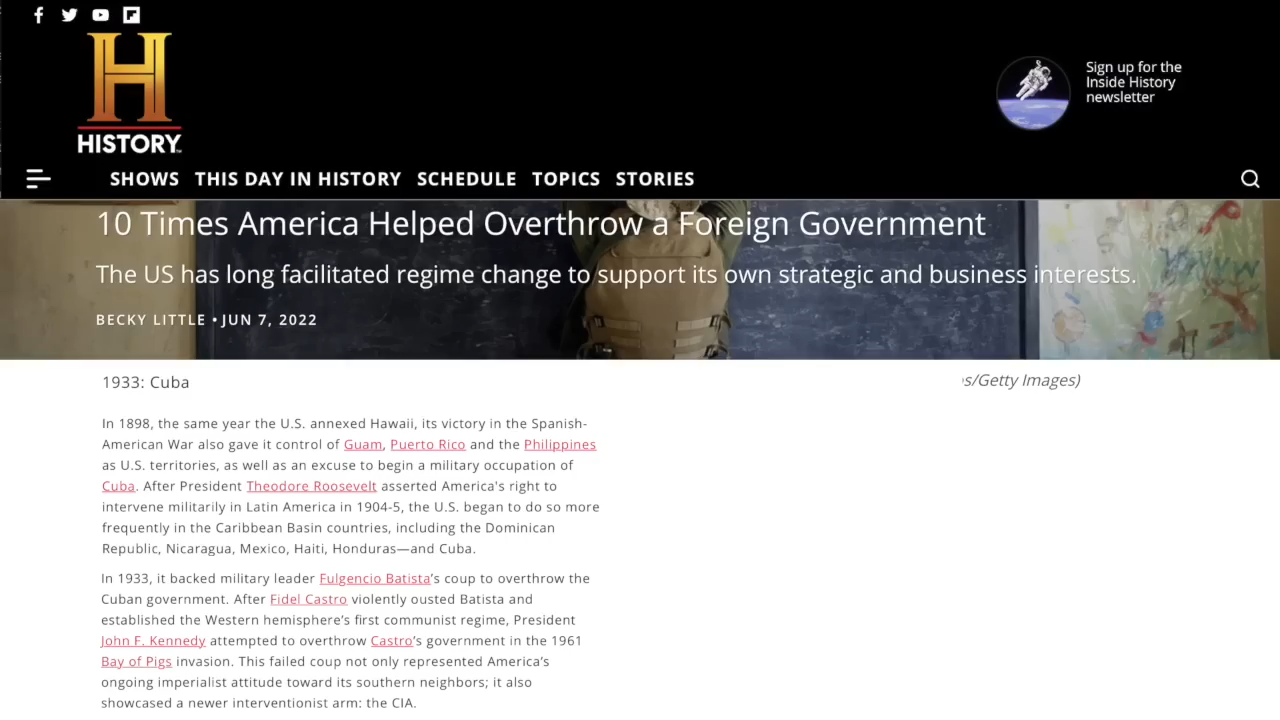 H
HISTORY
Sign up for the
Inside History
newsletter
SHOWS THIS DAY IN HISTORY SCHEDULE TOPICS STORIES
10 Times America Helped Overthrow a Foreign Government
The US has long facilitated regime change to support its own strategic and business interests.
BECKY LITTLE • JUN 7, 2022
1933: Cuba
s/Getty Images)
In 1898, the same year the U.S. annexed Hawaii, its victory in the Spanish-
American War also gave it control of Guam, Puerto Rico and the Philippines
as U.S. territories, as well as an excuse to begin a military occupation of
Cuba. After President Theodore Roosevelt asserted America's right to
intervene militarily in Latin America in 1904-5, the U.S. began to do so more
frequently in the Caribbean Basin countries, including the Dominican
Republic, Nicaragua, Mexico, Haiti, Honduras—and Cuba.
In 1933, it backed military leader Fulgencio Batista's coup to overthrow the
Cuban government. After Fidel Castro violently ousted Batista and
established the Western hemisphere's first communist regime, President
John F. Kennedy attempted to overthrow Castro's government in the 1961
Bay of Pigs invasion. This failed coup not only represented America's
ongoing imperialist attitude toward its southern neighbors; it also
showcased a newer interventionist arm: the CIA.